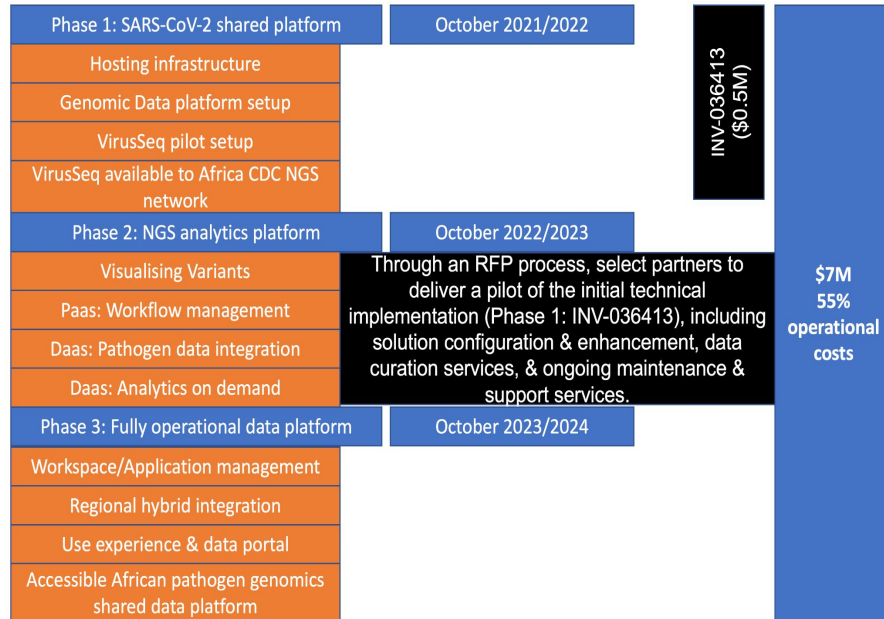 Phase 1: SARS-CoV-2 shared platform
October 2021/2022
Hosting infrastructure
Genomic Data platform setup
VirusSeq pilot setup
VirusSeq available to Africa CDC NGS
network
INV-036413
($0.5M)
Phase 2: NGS analytics platform
October 2022/2023
Visualising Variants
Paas: Workflow management
Daas: Pathogen data integration
Daas: Analytics on demand
Through an RFP process, select partners to
deliver a pilot of the initial technical
implementation (Phase 1: INV-036413), including
solution configuration & enhancement, data
curation services, & ongoing maintenance &
support services.
$7M
55%
operational
costs
Phase 3: Fully operational data platform
October 2023/2024
Workspace/Application management
Regional hybrid integration
Use experience & data portal
Accessible African pathogen genomics
shared data platform